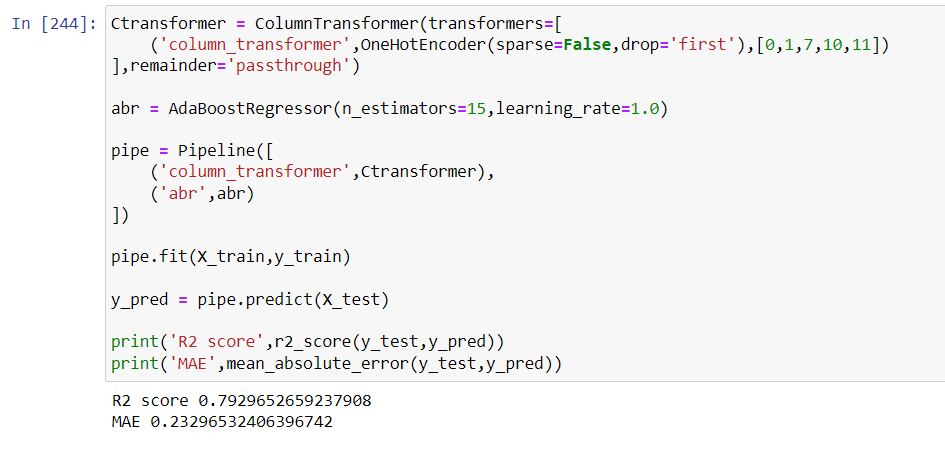 In [244]: Ctransformer = ColumnTransformer(transformers=[
    ('column_transformer',OneHotEncoder(sparse=False,drop='first'),[0,1,7,10,11])
],remainder='passthrough')
abr = AdaBoostRegressor(n_estimators=15,learning_rate=1.0)
pipe = Pipeline([
    ('column_transformer',Ctransformer),
    ('abr',abr)
])
pipe.fit(X_train,y_train)
y_pred = pipe.predict(X_test)
print('R2 score',r2_score(y_test,y_pred))
print('MAE',mean_absolute_error(y_test,y_pred))
R2 score 0.7929652659237908
MAE 0.23296532406396742